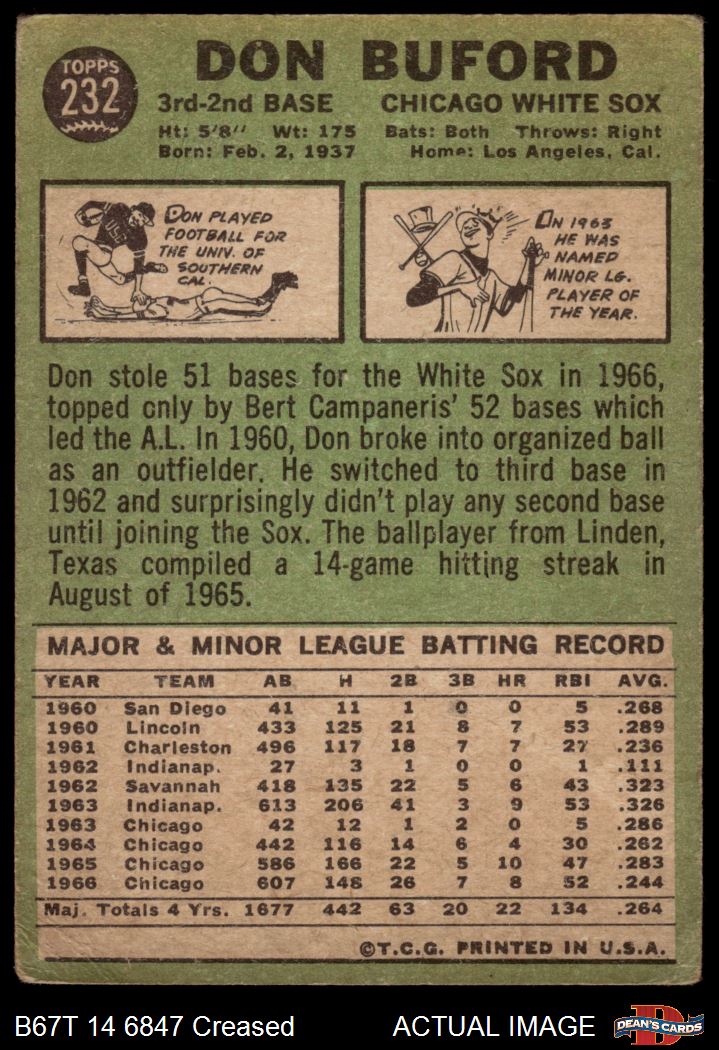 TOPPS
232
DON BUFORD
3rd-2nd BASE CHICAGO WHITE SOX
Ht: 5'8" Wt: 175 Bats: Both Throws: Right
Born: Feb. 2, 1937 Home: Los Angeles, Cal.
DON PLAYED
FOOTBALL FOR
THE UNIV. OF
SOUTHERN
CAL.
IN 1963
HE WAS
NAMED
MINOR LG.
PLAYER OF
THE YEAR.
Don stole 51 bases for the White Sox in 1966,
topped only by Bert Campaneris' 52 bases which
led the A.L. In 1960, Don broke into organized ball
as an outfielder. He switched to third base in
1962 and surprisingly didn't play any second base
until joining the Sox. The ballplayer from Linden,
Texas compiled a 14-game hitting streak in
August of 1965.
MAJOR & MINOR LEAGUE BATTING RECORD
YEAR TEAM AB H 2B 3B HR RBI AVG.
1960 San Diego 41 11 1 0 0 5 .268
1960 Lincoln 433 125 21 8 7 53 .289
1961 Charleston 496 117 18 7 7 27 .236
1962 Indianap. 27 3 1 0 0 1 .111
1962 Savannah 418 135 22 5 6 43 .323
1963 Indianap. 613 206 41 3 9 53 .326
1963 Chicago 42 12 1 2 0 5 .286
1964 Chicago 442 116 14 6 4 30 .262
1965 Chicago 586 166 22 5 10 47 .283
1966 Chicago 607 148 26 7 8 52 .244
Maj. Totals 4 Yrs. 1677 442 63 20 22 134 .264
©T.C.G. PRINTED IN U.S.A.
B67T 14 6847 Creased ACTUAL IMAGE DEAN'S CARDS